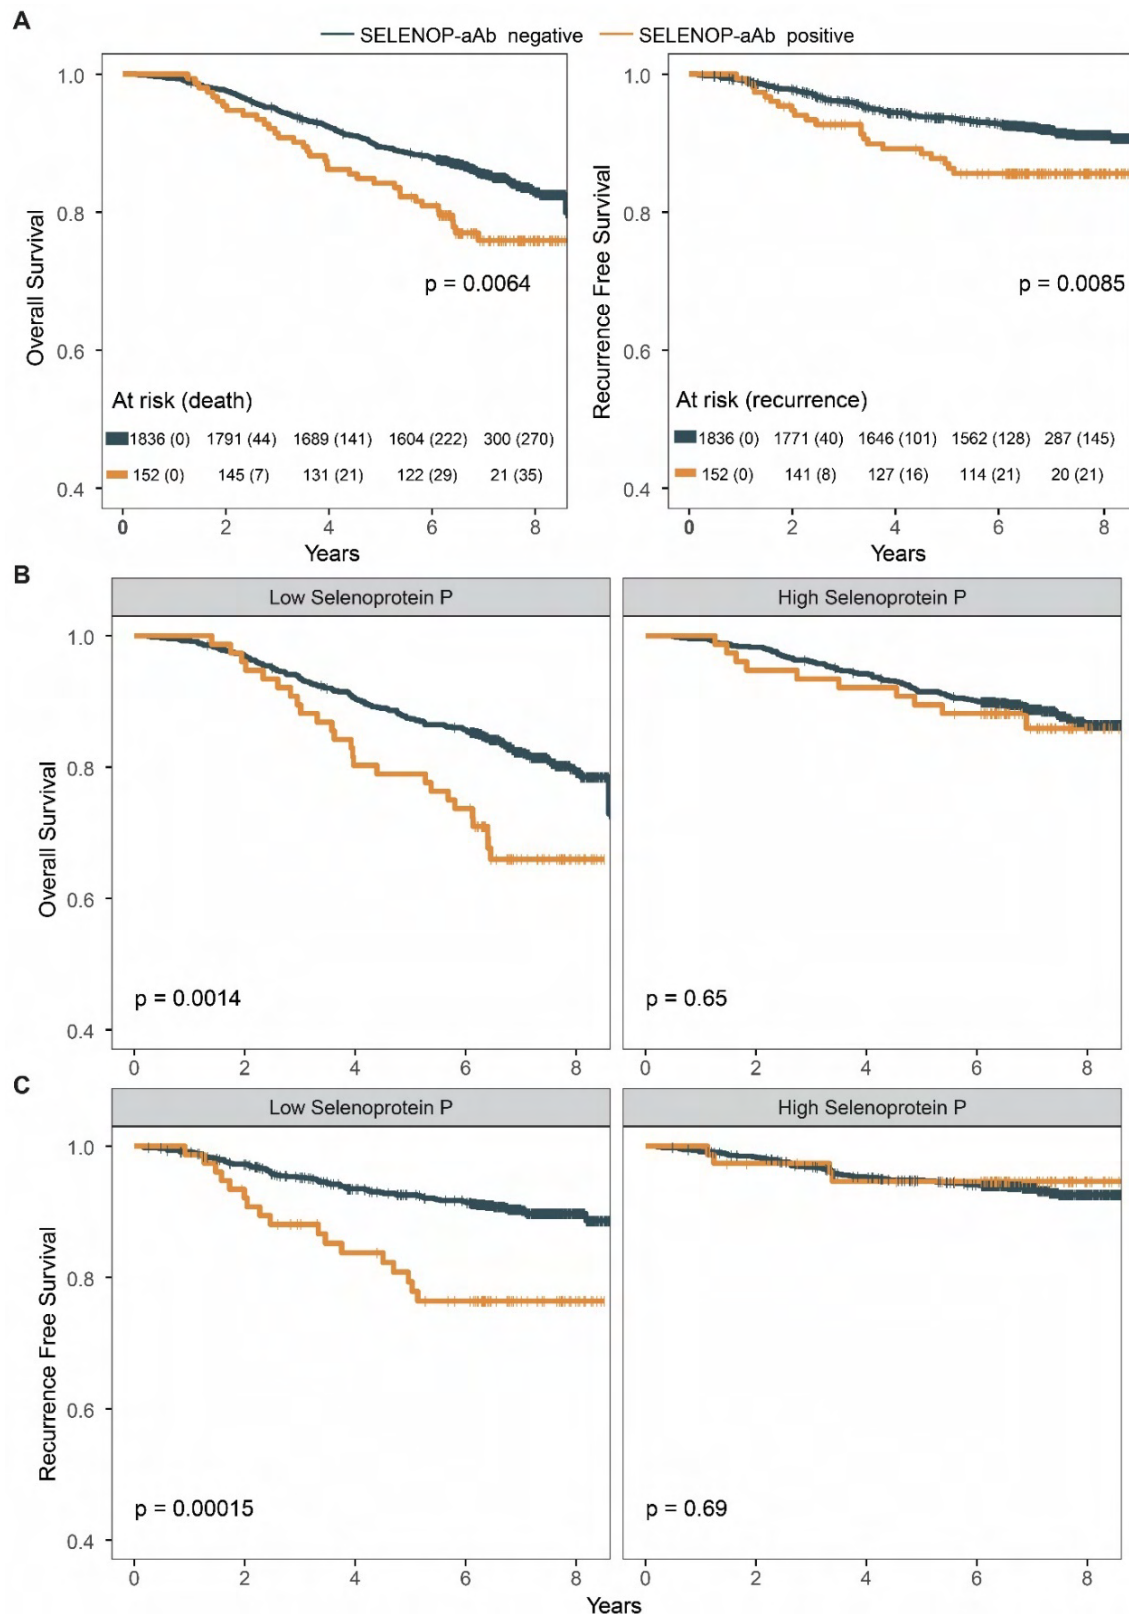 A
SELENOP-aAb negative SELENOP-aAb positive
Overall Survival
1.0
0.8
0.6
0.4
p = 0.0064
At risk (death)
1836 (0) 1791 (44) 1689 (141) 1604 (222) 300 (270)
152 (0) 145 (7) 131 (21) 122 (29) 21 (35)
0 2 4 6 8
Years
Recurrence Free Survival
1.0
0.8
0.6
0.4
p = 0.0085
At risk (recurrence)
1836 (0) 1771 (40) 1646 (101) 1562 (128) 287 (145)
152 (0) 141 (8) 127 (16) 114 (21) 20 (21)
0 2 4 6 8
Years
B
Low Selenoprotein P
High Selenoprotein P
Overall Survival
1.0
0.8
0.6
0.4
p = 0.0014
p = 0.65
0 2 4 6 8
0 2 4 6 8
C
Low Selenoprotein P
High Selenoprotein P
Recurrence Free Survival
1.0
0.8
0.6
0.4
p = 0.00015
p = 0.69
0 2 4 6 8
0 2 4 6 8
Years